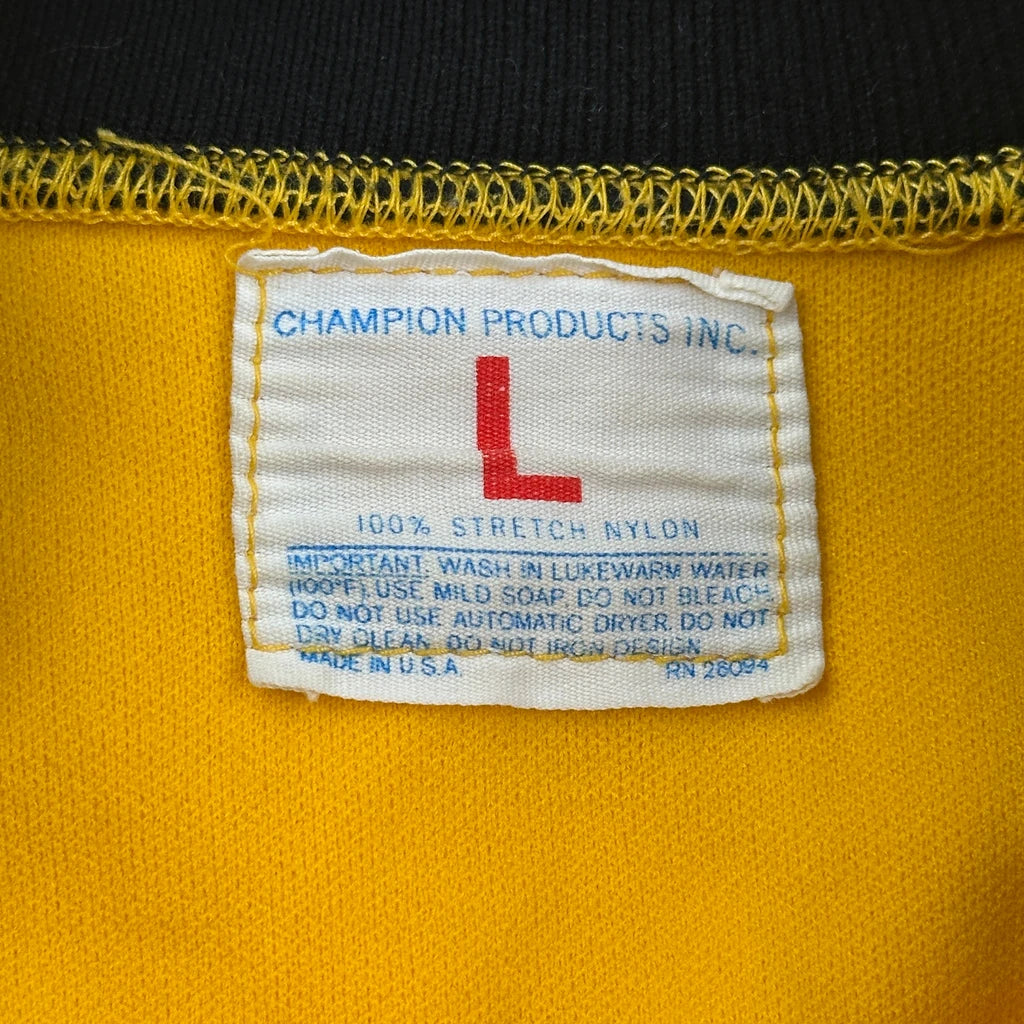 CHAMPION PRODUCTS INC.
L
100% STRETCH NYLON
IMPORTANT. WASH IN LUKEWARM WATER
(100°F). USE MILD SOAP. DO NOT BLEACH.
DO NOT USE AUTOMATIC DRYER. DO NOT
DRY CLEAN. DO NOT IRON DESIGN.
MADE IN U.S.A. RN 26094